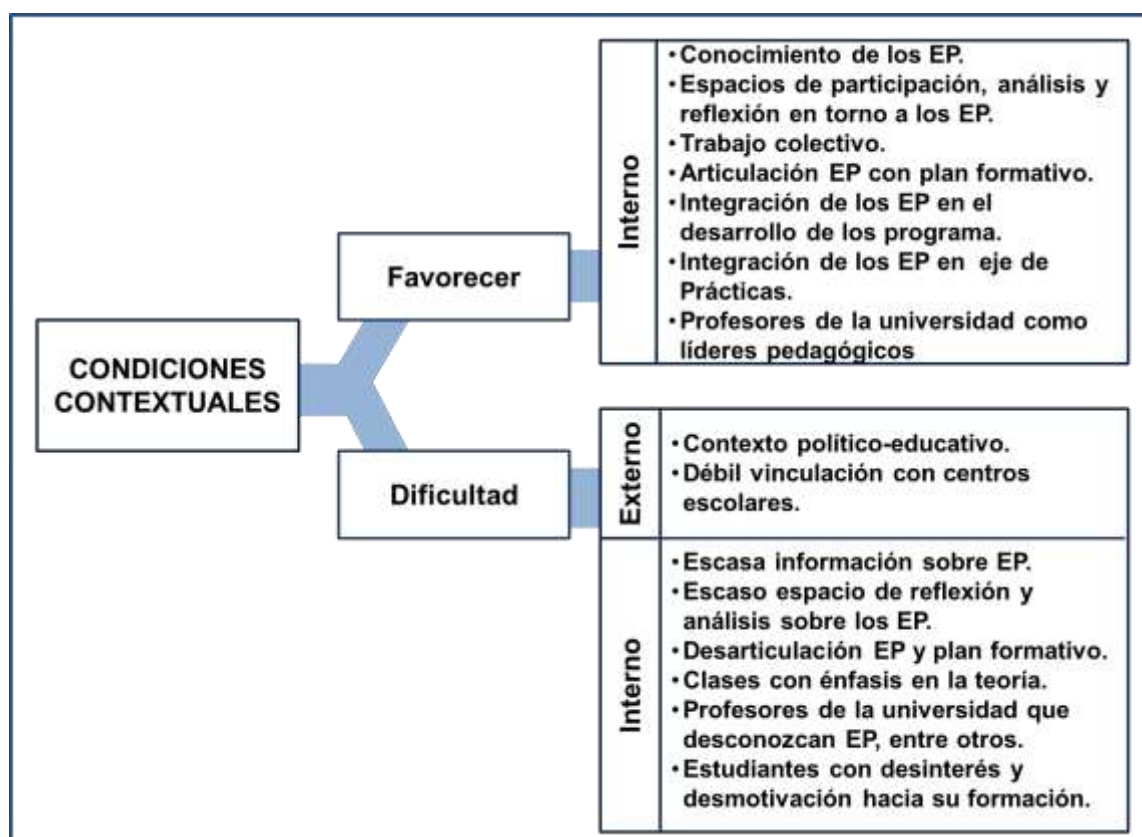 CONDICIONES
CONTEXTUALES
Favorecer
Interno
•Conocimiento de los EP.
•Espacios de participación, análisis y
reflexión en torno a los EP.
•Trabajo colectivo.
•Articulación EP con plan formativo.
•Integración de los EP en el
desarrollo de los programa.
•Integración de los EP en eje de
Prácticas.
•Profesores de la universidad como
líderes pedagógicos
Dificultad
Externo
•Contexto político-educativo.
•Débil vinculación con centros
escolares.
Interno
•Escasa información sobre EP.
•Escaso espacio de reflexión y
análisis sobre los EP.
•Desarticulación EP y plan formativo.
•Clases con énfasis en la teoría.
•Profesores de la universidad que
desconozcan EP, entre otros.
•Estudiantes con desinterés y
desmotivación hacia su formación.